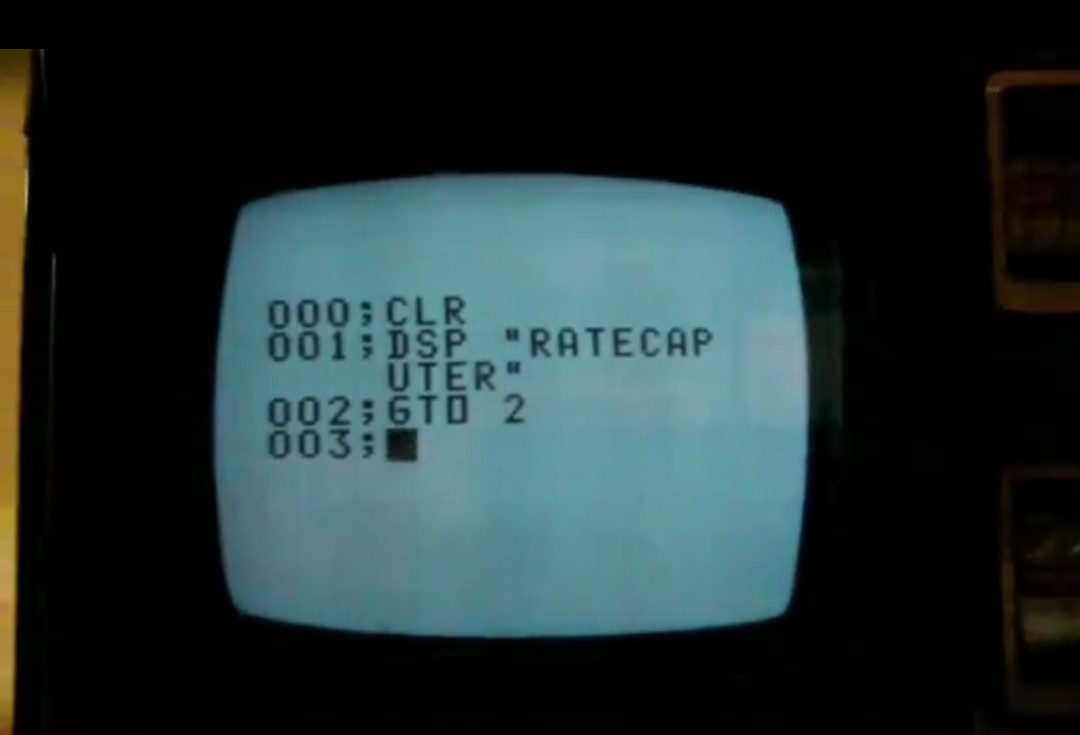 000;CLR
001;DSP "RATECAP
UTER"
002;GTO 2
003;